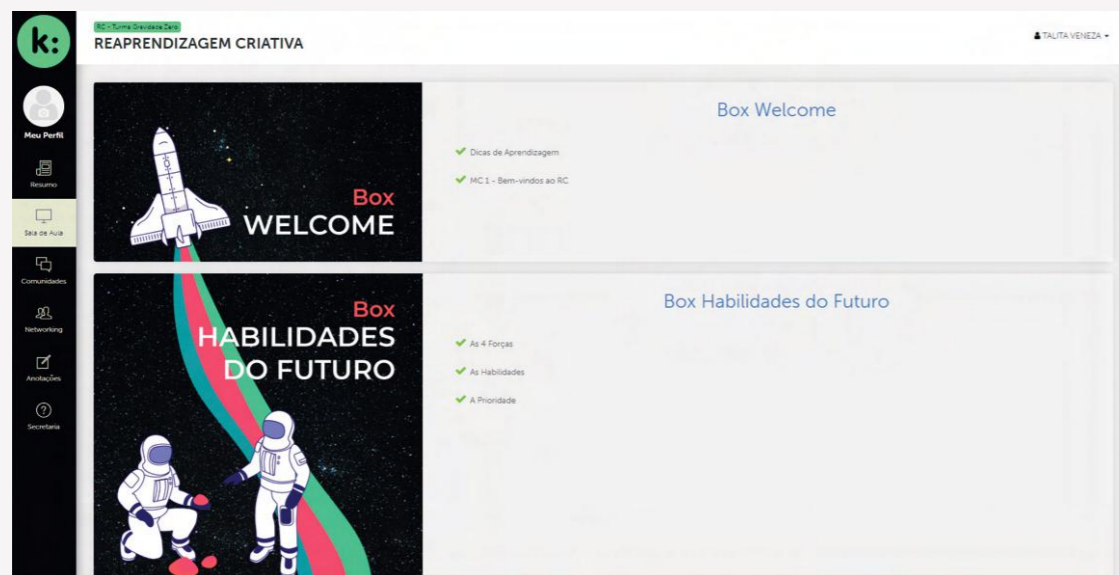 k:
RC - Turma Gravidade Zero
REAPRENDIZAGEM CRIATIVA
TALITA VENEZA
Meu Perfil
Resumo
Sala de Aula
Comunidades
Networking
Anotações
Secretaria
Box
WELCOME
Box Welcome
Dicas de Aprendizagem
MC 1 - Bem-vindos ao RC
Box
HABILIDADES
DO FUTURO
Box Habilidades do Futuro
As 4 Forças
As Habilidades
A Prioridade